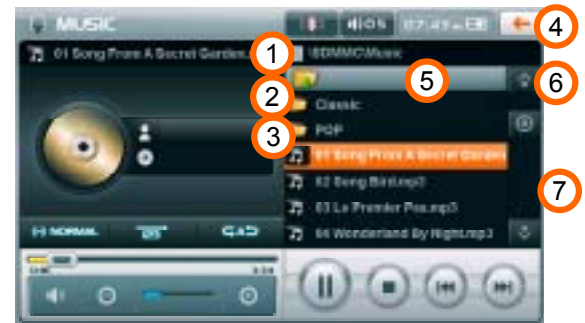 MUSIC
05 07:43
4
01 Song From A Secret Garden
1
SDMMC\Music
5
6
2
Classic
3
POP
01 Song From A Secret Garden
02 Song Bird.mp3
7
03 Le Premier Pas.mp3
NORMAL
04 Wonderland By Night.mp3